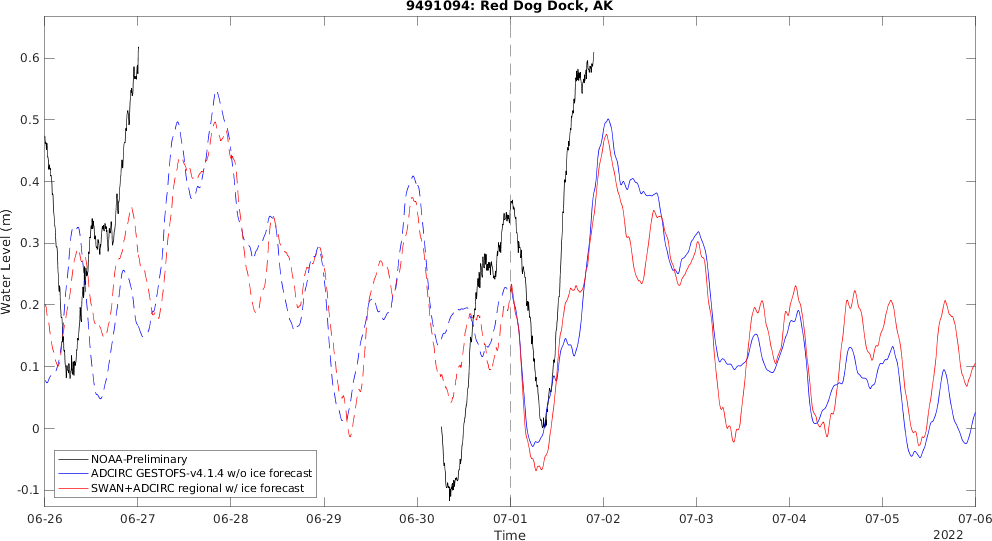 9491094: Red Dog Dock, AK
0.6
0.5
0.4
0.3
0.2
0.1
0
-0.1
Water Level (m)
NOAA-Preliminary
ADCIRC GESTOFS-v4.1.4 w/o ice forecast
SWAN+ADCIRC regional w/ ice forecast
06-26 06-27 06-28 06-29 06-30 07-01 07-02 07-03 07-04 07-05 07-06
Time
2022